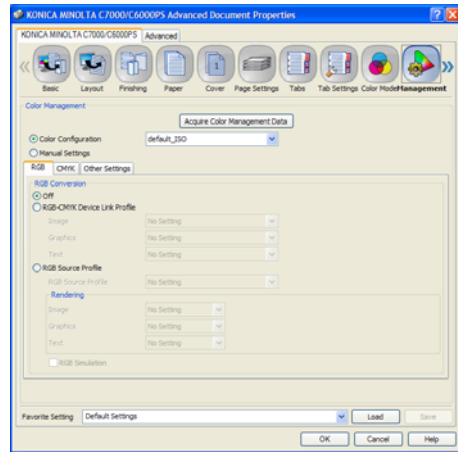 KONICA MINOLTA C7000/C6000PS Advanced Document Properties
KONICA MINOLTA C7000/C6000PS Advanced
Basic Layout Finishing Paper Cover Page Settings Tabs Tab Settings Color Mode Management
Color Management
Acquire Color Management Data
Color Configuration default_ISO
Manual Settings
RGB CMYK Other Settings
RGB Conversion
Off
RGB-CMYK Device Link Profile
Image No Setting
Graphics No Setting
Text No Setting
RGB Source Profile
RGB Source Profile No Setting
Rendering
Image No Setting
Graphics No Setting
Text No Setting
RGB Simulation
Favorite Setting Default Settings Load Save
OK Cancel Help